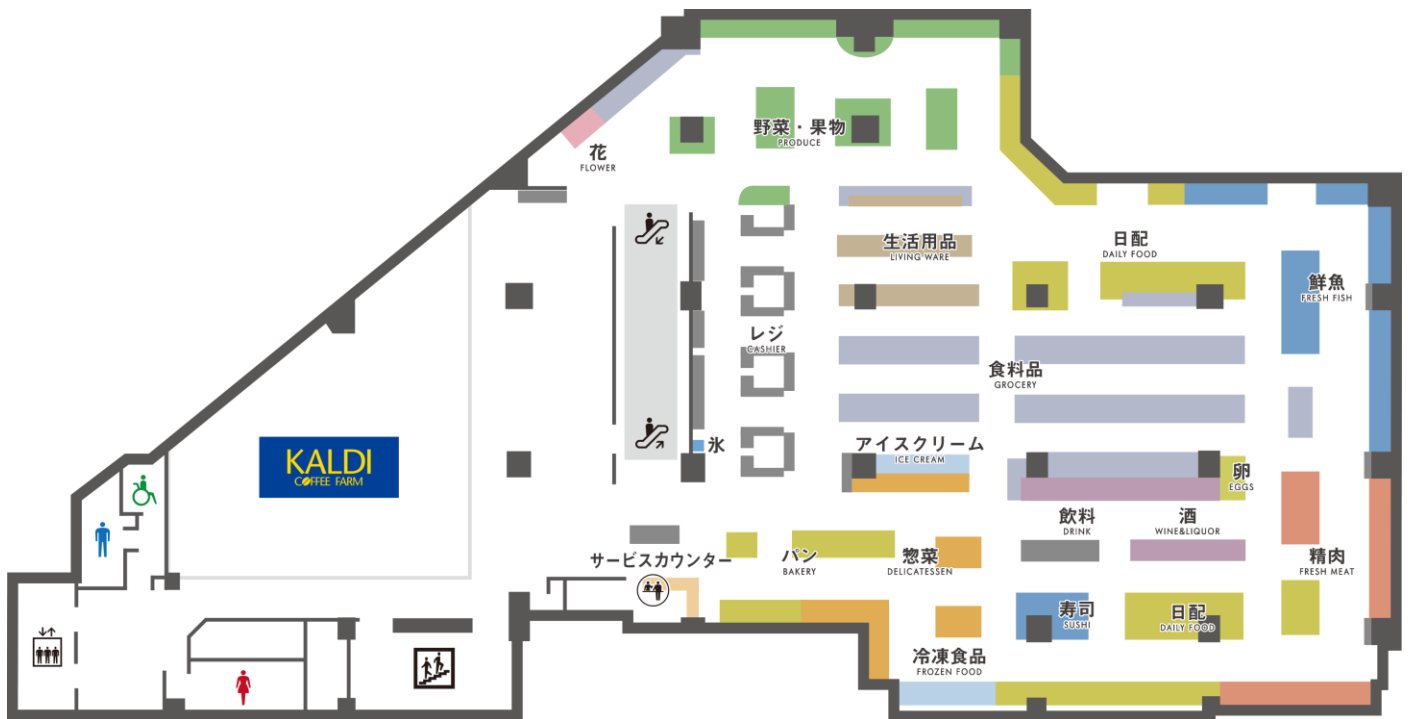 野菜・果物
PRODUCE
花
FLOWER
生活用品
LIVING WARE
日配
DAILY FOOD
鮮魚
FRESH FISH
レジ
CASHIER
食料品
GROCERY
氷
アイスクリーム
ICE CREAM
卵
EGGS
KALDI
COFFEE FARM
飲料
DRINK
酒
WINE&LIQUOR
サービスカウンター
パン
BAKERY
惣菜
DELICATESSEN
精肉
FRESH MEAT
寿司
SUSHI
日配
DAILY FOOD
冷凍食品
FROZEN FOOD